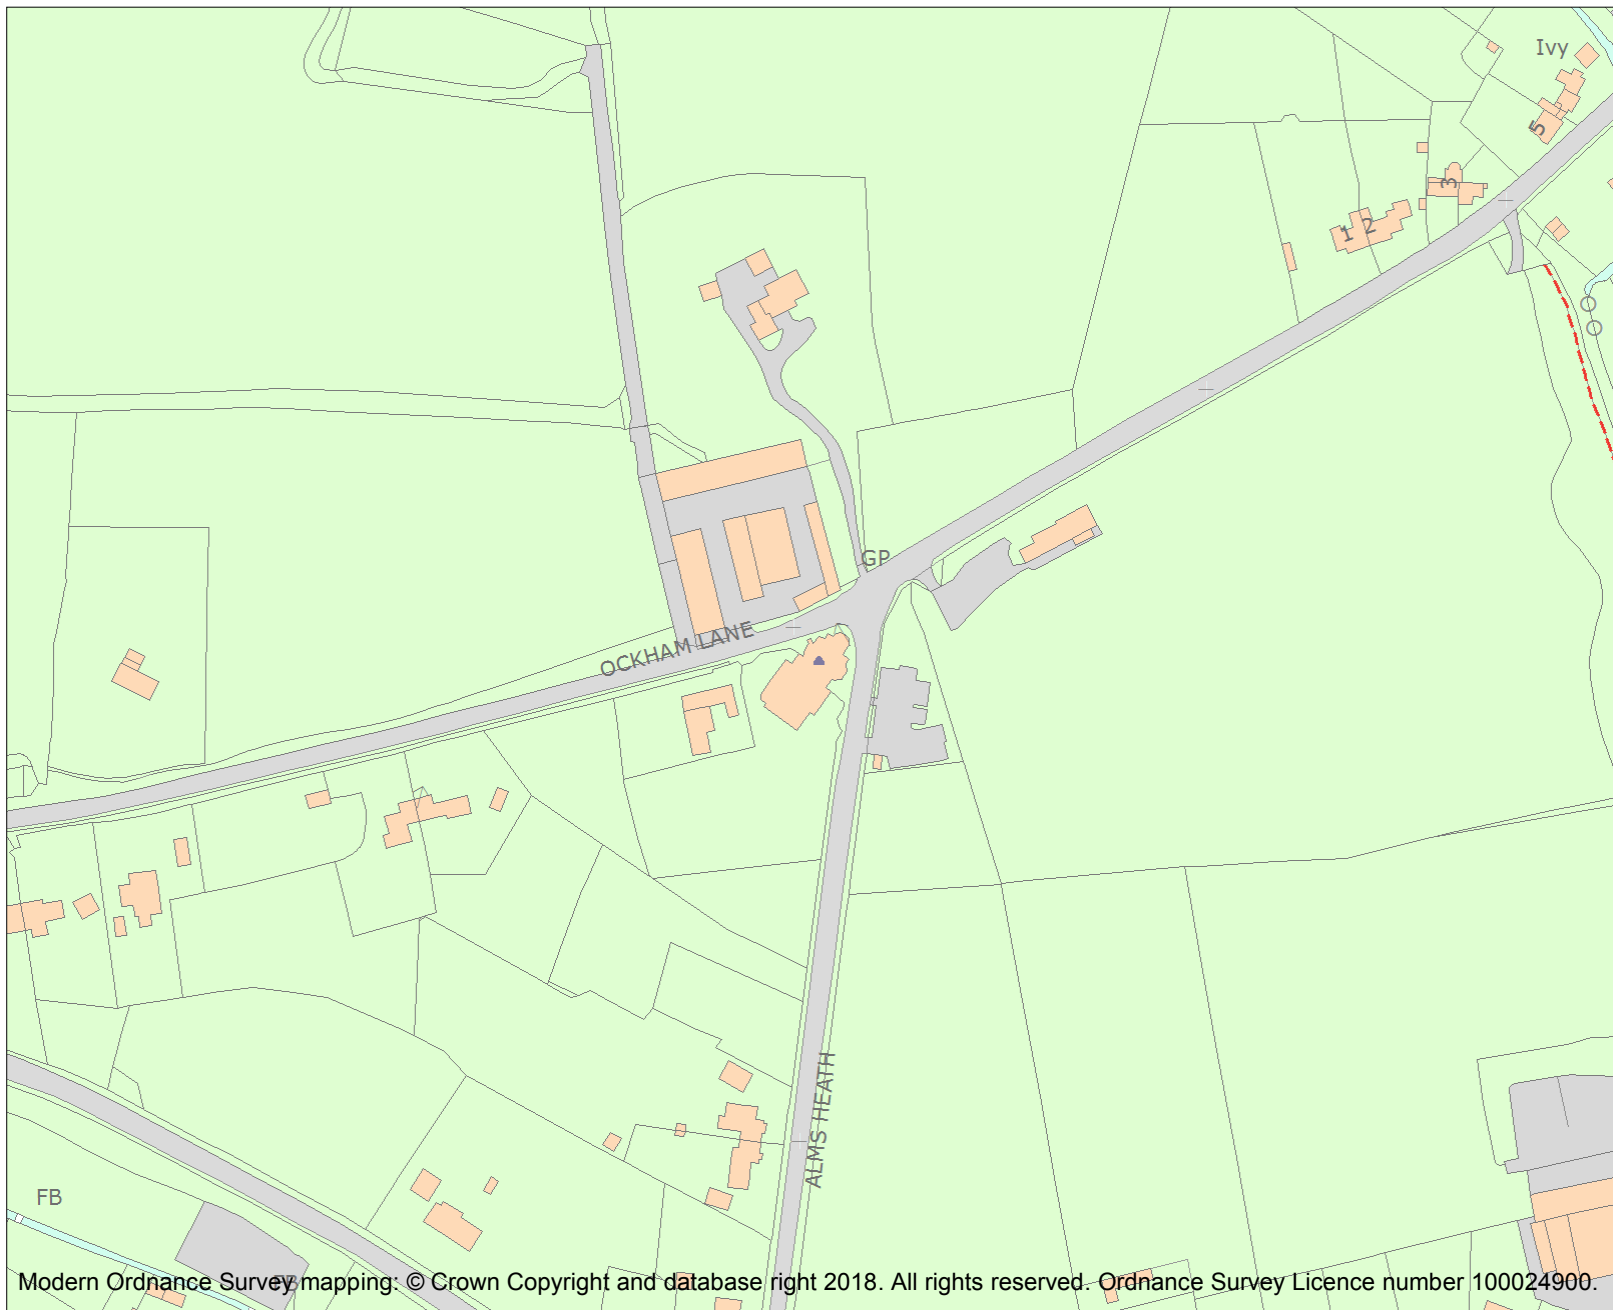 Ivy
5
3
1 2
GP
OCKHAM LANE
ALMS HEATH
FB
FB
Modern Ordnance Survey mapping: © Crown Copyright and database right 2018. All rights reserved. Ordnance Survey Licence number 100024900.